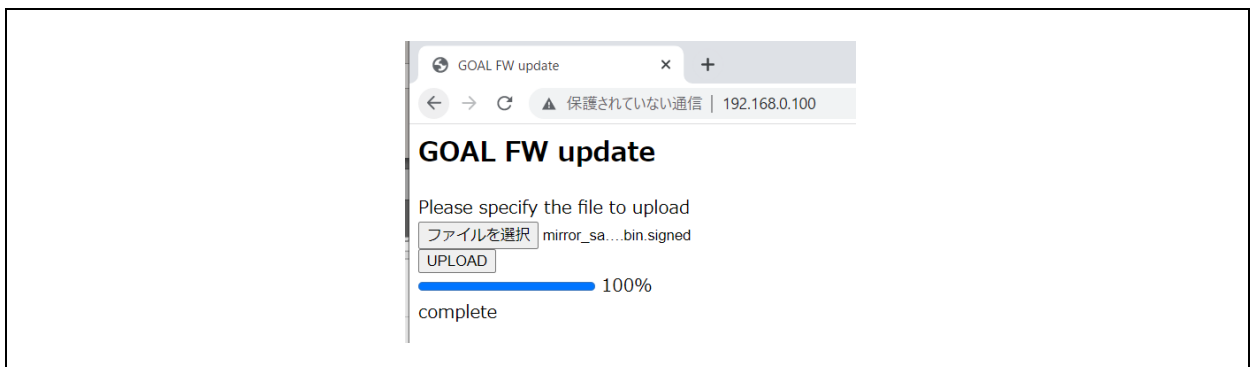 GOAL FW update
保護されていない通信 | 192.168.0.100
GOAL FW update
Please specify the file to upload
ファイルを選択 mirror_sa....bin.signed
UPLOAD
100%
complete